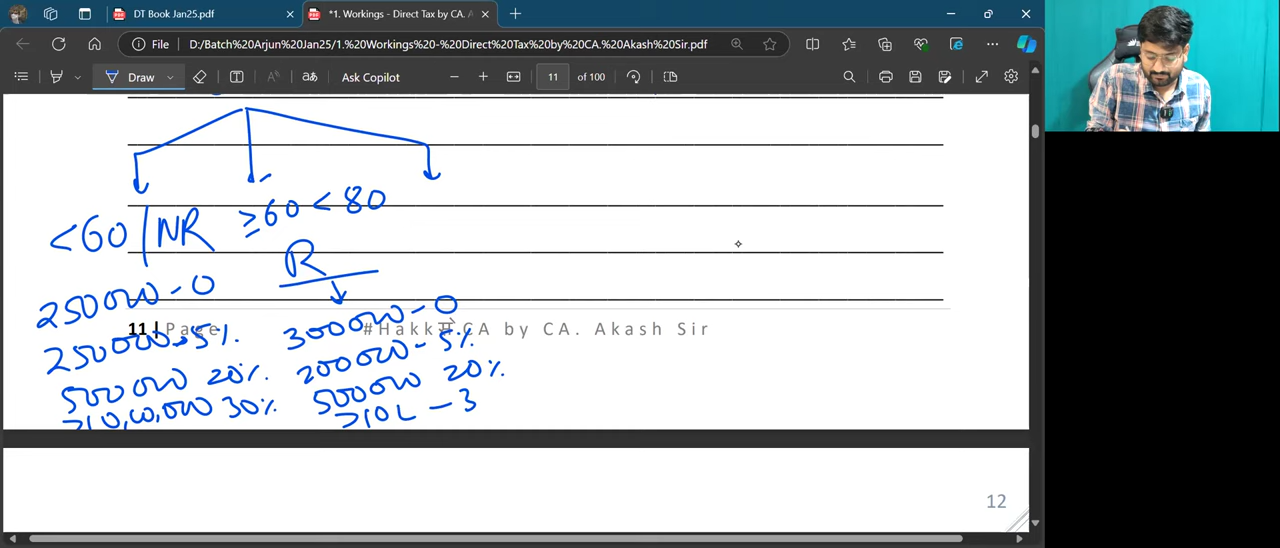 DT Book Jan25.pdf
*1. Workings - Direct Tax by CA. A
File
D:/Batch%20Arjun%20Jan25/1.%20Workings%20-%20Direct%20Tax%20by%20CA.%20Akash%20Sir.pdf
Draw
Ask Copilot
11 of 100
<60 | NR
≥60 < 80
R
250000 - 0
300000 - 0
11 | Page
#Hakkसे CA by CA. Akash Sir
250000 - 5%
200000 - 5%
500000 20%
500000 20%
>10,00,000 30%
>10L - 3
12